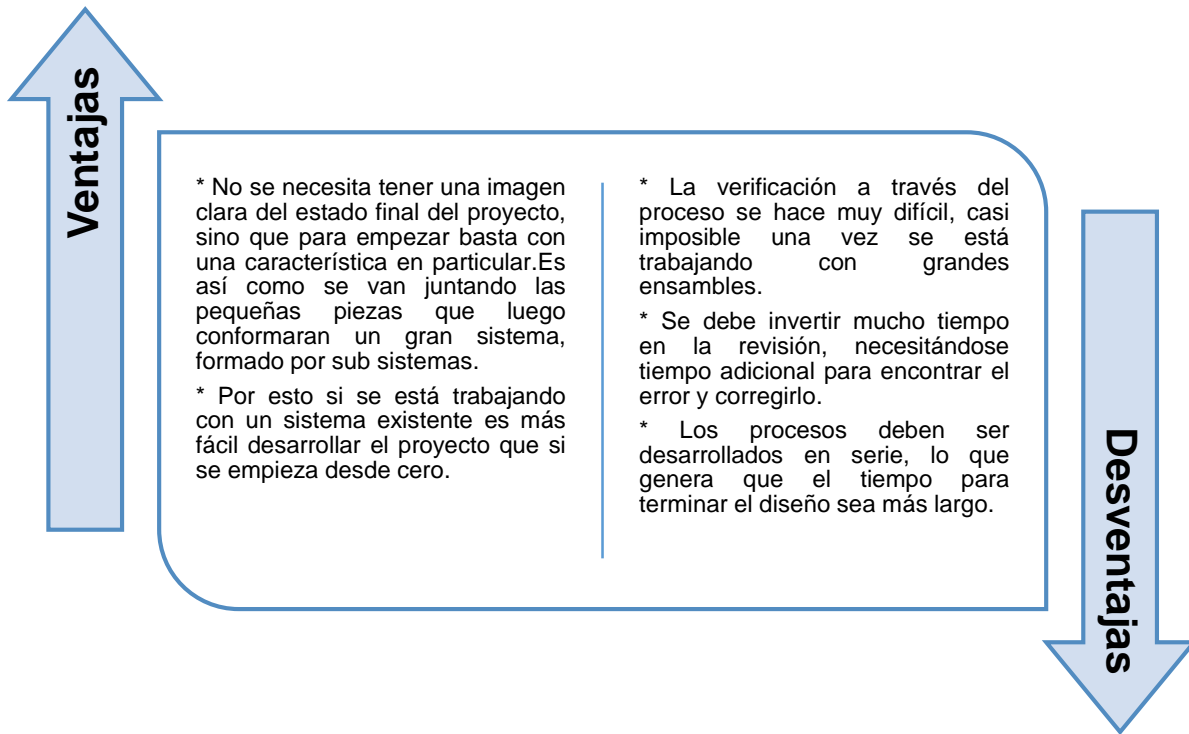 Ventajas
* No se necesita tener una imagen
clara del estado final del proyecto,
sino que para empezar basta con
una característica en particular.Es
así como se van juntando las
pequeñas piezas que luego
conformaran un gran sistema,
formado por sub sistemas.
* Por esto si se está trabajando
con un sistema existente es más
fácil desarrollar el proyecto que si
se empieza desde cero.
* La verificación a través del
proceso se hace muy difícil, casi
imposible una vez se está
trabajando con grandes
ensambles.
* Se debe invertir mucho tiempo
en la revisión, necesitándose
tiempo adicional para encontrar el
error y corregirlo.
* Los procesos deben ser
desarrollados en serie, lo que
genera que el tiempo para
terminar el diseño sea más largo.
Desventajas